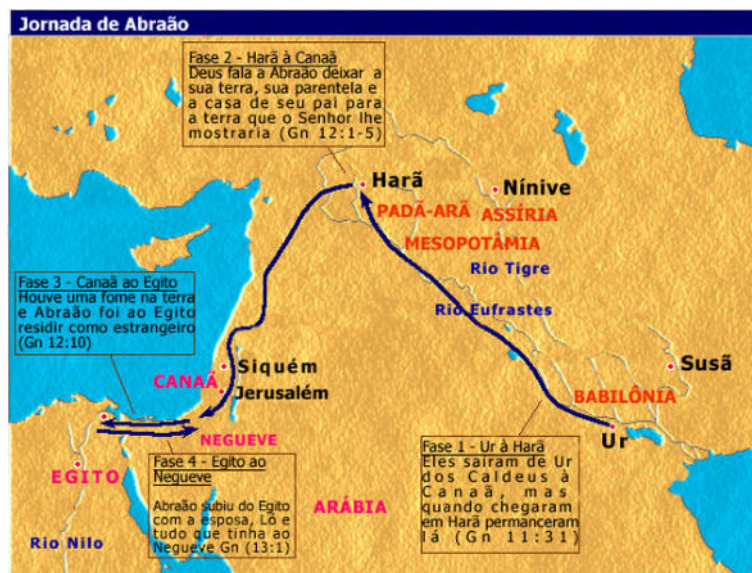 Jornada de Abraão
Fase 2 - Harã à Canaã
Deus fala a Abraão deixar a
sua terra, sua parentela e
a casa de seu pai para
a terra que o Senhor lhe
mostraria (Gn 12:1-5)
Harã
Nínive
PADÃ-ARÃ
ASSÍRIA
MESOPOTÂMIA
Rio Tigre
Rio Eufrastes
Fase 3 - Canaã ao Egito
Houve uma fome na terra
e Abraão foi ao Egito
residir como estrangeiro
(Gn 12:10)
Siquém
CANAÃ
Jerusalém
Susã
BABILÔNIA
Ur
NEGUEVE
EGITO
Fase 4 - Egito ao
Negueve
Abraão subiu do Egito
com a esposa, Ló e
tudo que tinha ao
Negueve Gn (13:1)
Fase 1 - Ur à Harã
Eles saíram de Ur
dos Caldeus à
Canaã, mas
quando chegaram
em Harã permanceram
lá (Gn 11:31)
ARÁBIA
Rio Nilo